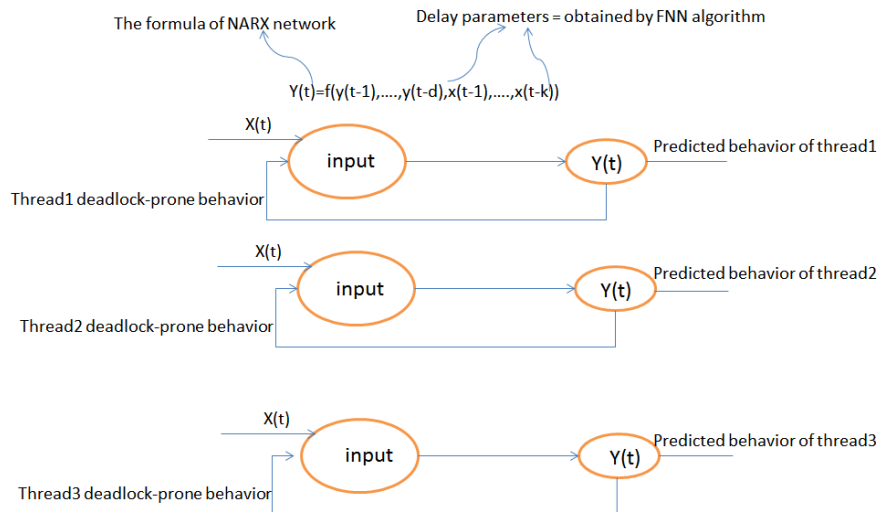 The formula of NARX network
Delay parameters = obtained by FNN algorithm
Y(t)=f(y(t-1),....,y(t-d),x(t-1),....,x(t-k))
X(t)
input
Y(t)
Predicted behavior of thread1
Thread1 deadlock-prone behavior
X(t)
input
Y(t)
Predicted behavior of thread2
Thread2 deadlock-prone behavior
X(t)
input
Y(t)
Predicted behavior of thread3
Thread3 deadlock-prone behavior